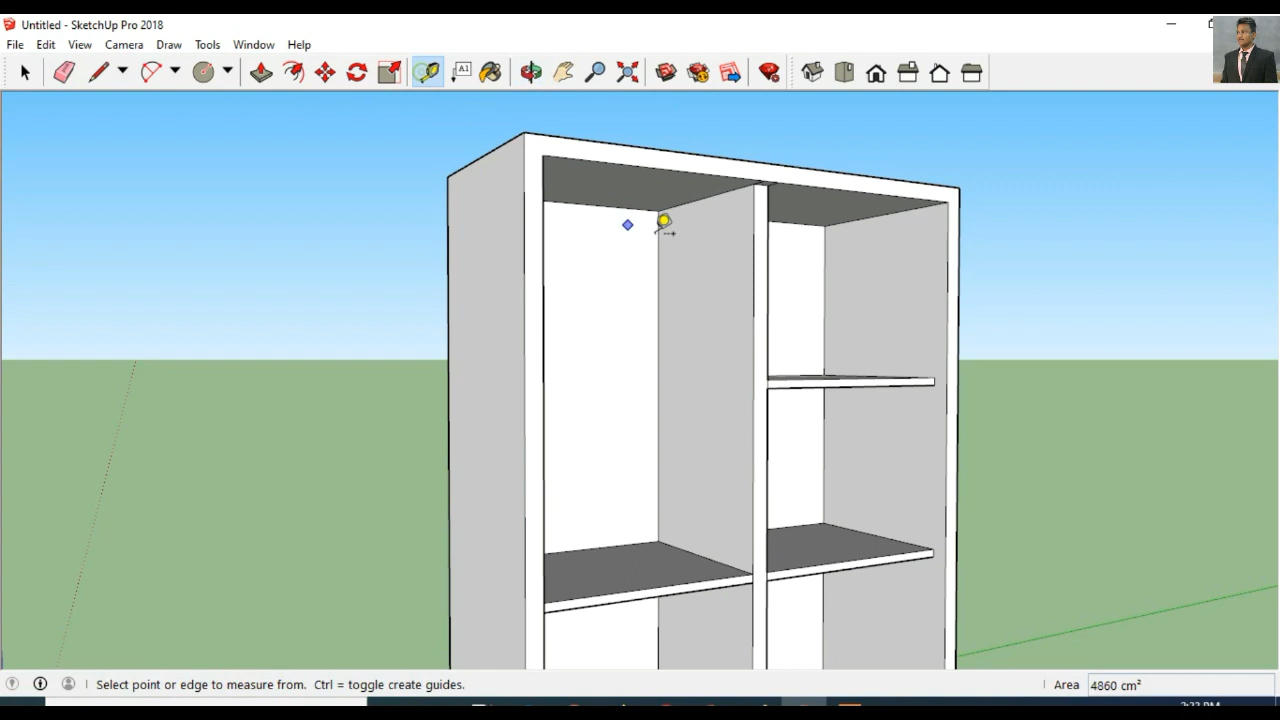 Untitled - SketchUp Pro 2018
File Edit View Camera Draw Tools Window Help
A1
Select point or edge to measure from. Ctrl = toggle create guides.
Area 4860 cm²